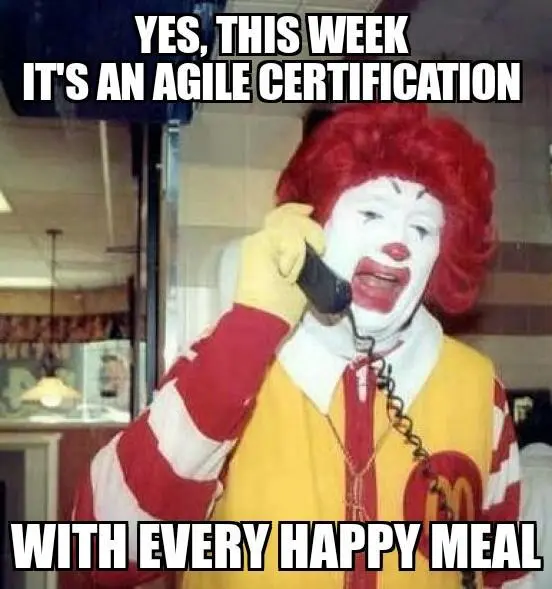 YES, THIS WEEK
IT'S AN AGILE CERTIFICATION
WITH EVERY HAPPY MEAL